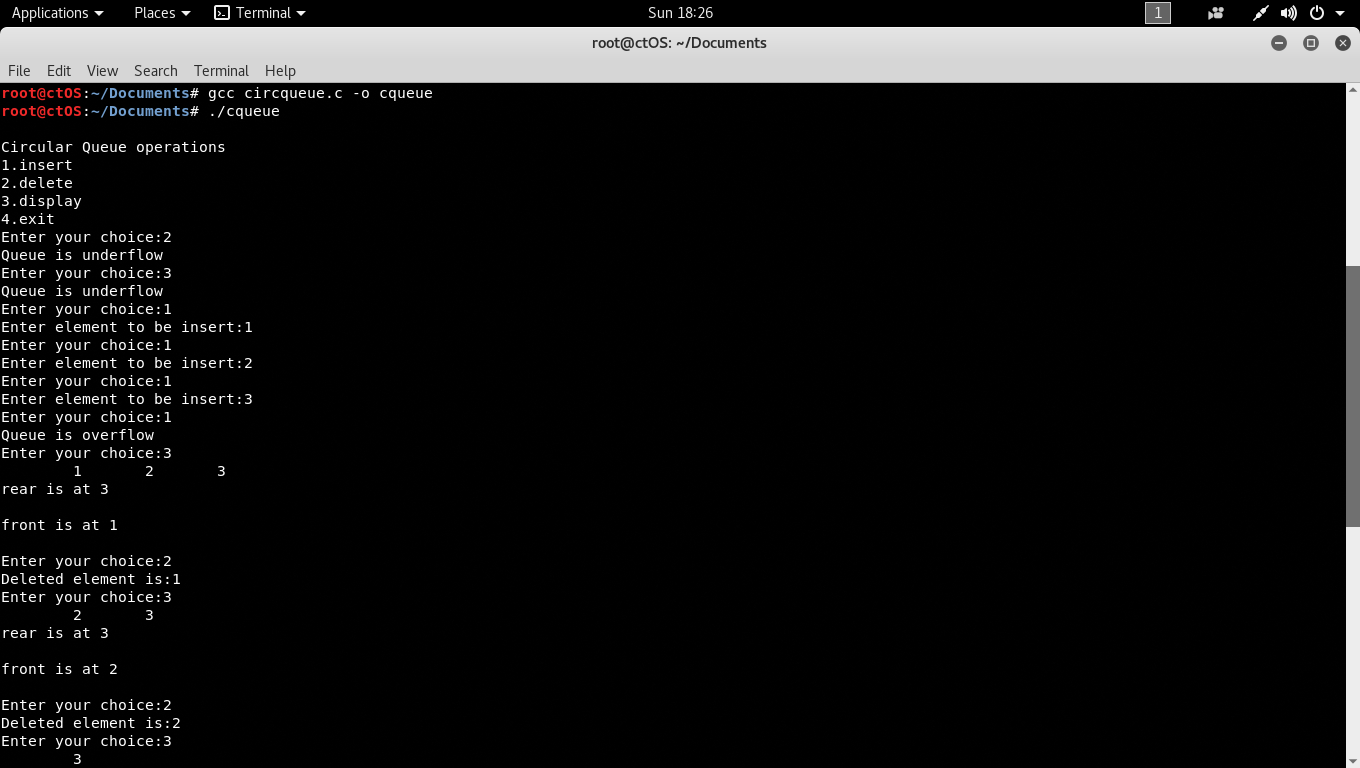 Applications Places Terminal Sun 18:26 1
root@ctOS: ~/Documents
File Edit View Search Terminal Help
root@ctOS:~/Documents# gcc circqueue.c -o cqueue
root@ctOS:~/Documents# ./cqueue
Circular Queue operations
1.insert
2.delete
3.display
4.exit
Enter your choice:2
Queue is underflow
Enter your choice:3
Queue is underflow
Enter your choice:1
Enter element to be insert:1
Enter your choice:1
Enter element to be insert:2
Enter your choice:1
Enter element to be insert:3
Enter your choice:1
Queue is overflow
Enter your choice:3
1 2 3
rear is at 3
front is at 1
Enter your choice:2
Deleted element is:1
Enter your choice:3
2 3
rear is at 3
front is at 2
Enter your choice:2
Deleted element is:2
Enter your choice:3
3